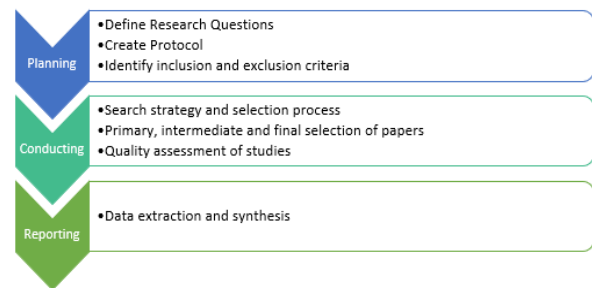 Planning
•Define Research Questions
•Create Protocol
•Identify inclusion and exclusion criteria
Conducting
•Search strategy and selection process
•Primary, intermediate and final selection of papers
•Quality assessment of studies
Reporting
•Data extraction and synthesis